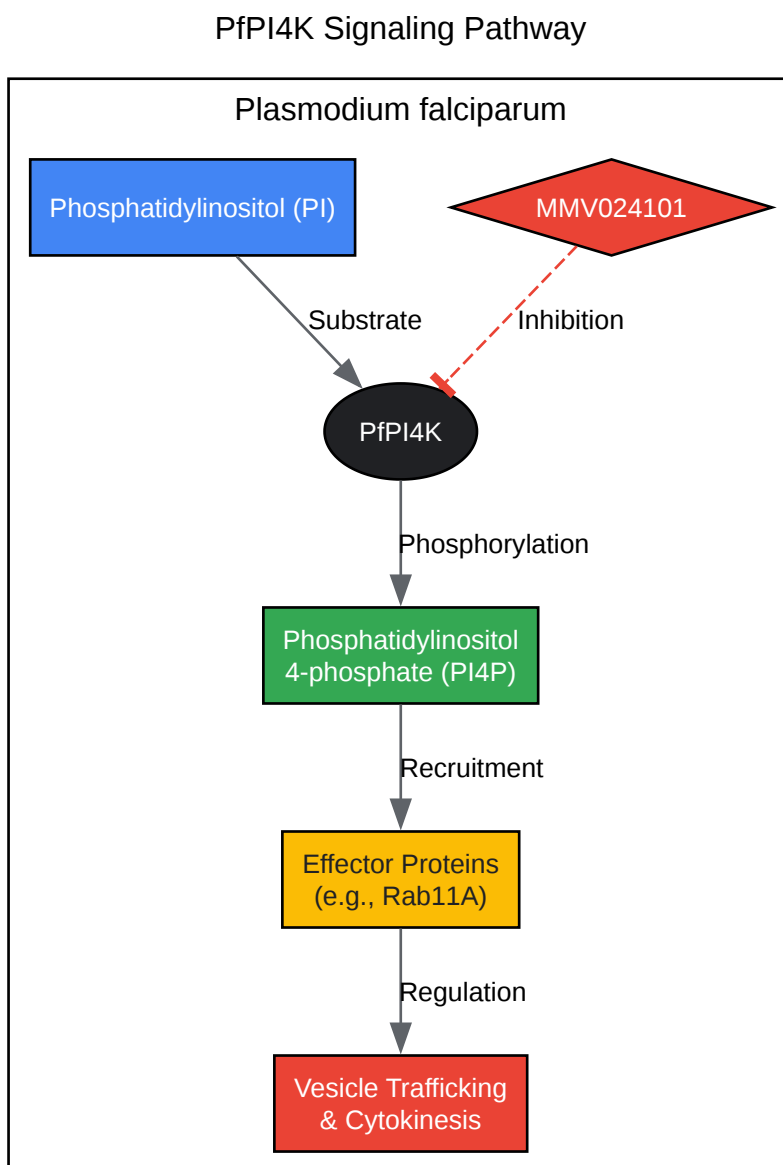 PfPI4K Signaling Pathway
Plasmodium falciparum
Phosphatidylinositol (PI)
MMV024101
Substrate
Inhibition
PfPI4K
Phosphorylation
Phosphatidylinositol
4-phosphate (PI4P)
Recruitment
Effector Proteins
(e.g., Rab11A)
Regulation
Vesicle Trafficking
& Cytokinesis